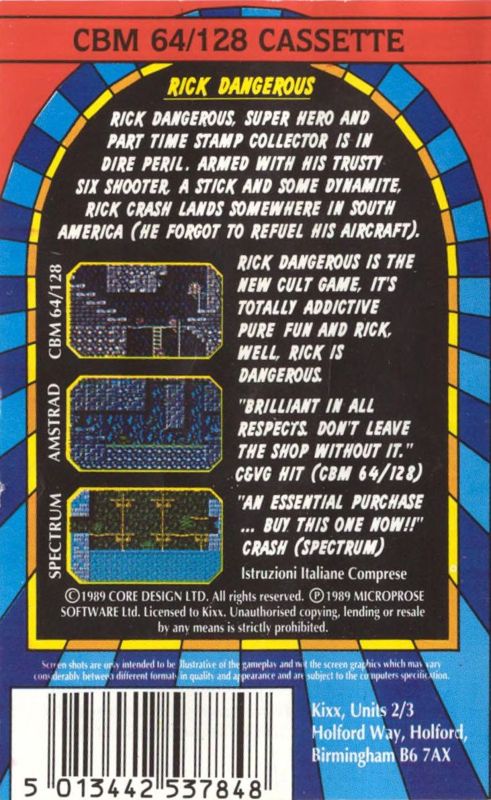 CBM 64/128 CASSETTE
RICK DANGEROUS
RICK DANGEROUS, SUPER HERO AND
PART TIME STAMP COLLECTOR IS IN
DIRE PERIL. ARMED WITH HIS TRUSTY
SIX SHOOTER, A STICK AND SOME DYNAMITE,
RICK CRASH LANDS SOMEWHERE IN SOUTH
AMERICA (HE FORGOT TO REFUEL HIS AIRCRAFT).
CBM 64/128
AMSTRAD
SPECTRUM
RICK DANGEROUS IS THE
NEW CULT GAME, IT'S
TOTALLY ADDICTIVE
PURE FUN AND RICK,
WELL, RICK IS
DANGEROUS.
"BRILLIANT IN ALL
RESPECTS. DON'T LEAVE
THE SHOP WITHOUT IT."
CGVG HIT (CBM 64/128)
"AN ESSENTIAL PURCHASE
... BUY THIS ONE NOW!!"
CRASH (SPECTRUM)
Istruzioni Italiane Comprese
©1989 CORE DESIGN LTD. All rights reserved. ℗1989 MICROPROSE
SOFTWARE Ltd. Licensed to Kixx. Unauthorised copying, lending or resale
by any means is strictly prohibited.
Screen shots are only intended to be illustrative of the gameplay and not the screen graphics which may vary
considerably between different formats in quality and appearance and are subject to the computers specification.
Kixx, Units 2/3
Holford Way, Holford,
Birmingham B6 7AX
5 013442 537848